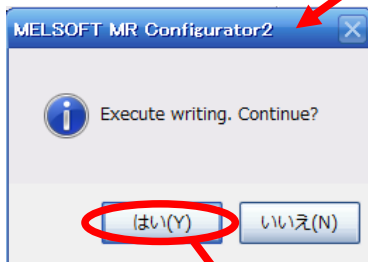 MELSOFT MR Configurator2
Execute writing. Continue?
はい(Y) いいえ(N)